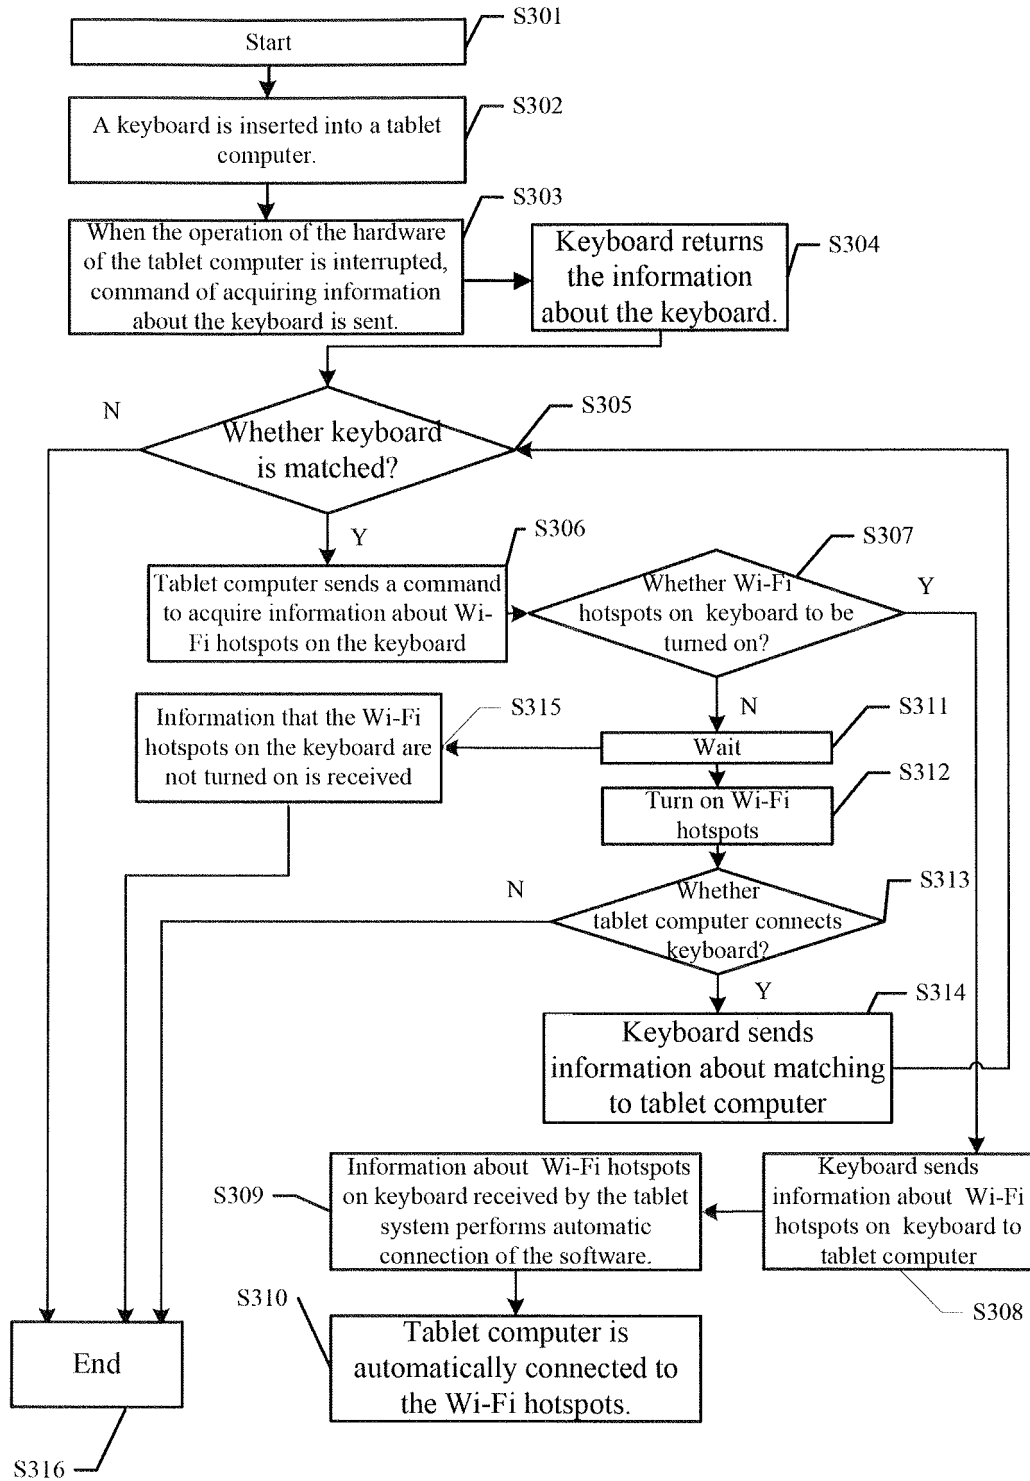 S301
Start
S302
A keyboard is inserted into a tablet
computer.
S303
When the operation of the hardware
of the tablet computer is interrupted,
command of acquiring information
about the keyboard is sent.
S304
Keyboard returns
the information
about the keyboard.
N
S305
Whether keyboard
is matched?
Y
S306
Tablet computer sends a command
to acquire information about Wi-
Fi hotspots on the keyboard
S307
Whether Wi-Fi
hotspots on keyboard to be
turned on?
Y
N
S315
Information that the Wi-Fi
hotspots on the keyboard are
not turned on is received
S311
Wait
S312
Turn on Wi-Fi
hotspots
N
S313
Whether
tablet computer connects
keyboard?
Y
S314
Keyboard sends
information about matching
to tablet computer
S309
Information about Wi-Fi hotspots
on keyboard received by the tablet
system performs automatic
connection of the software.
Keyboard sends
information about Wi-Fi
hotspots on keyboard to
tablet computer
S308
S310
Tablet computer is
automatically connected to
the Wi-Fi hotspots.
End
S316